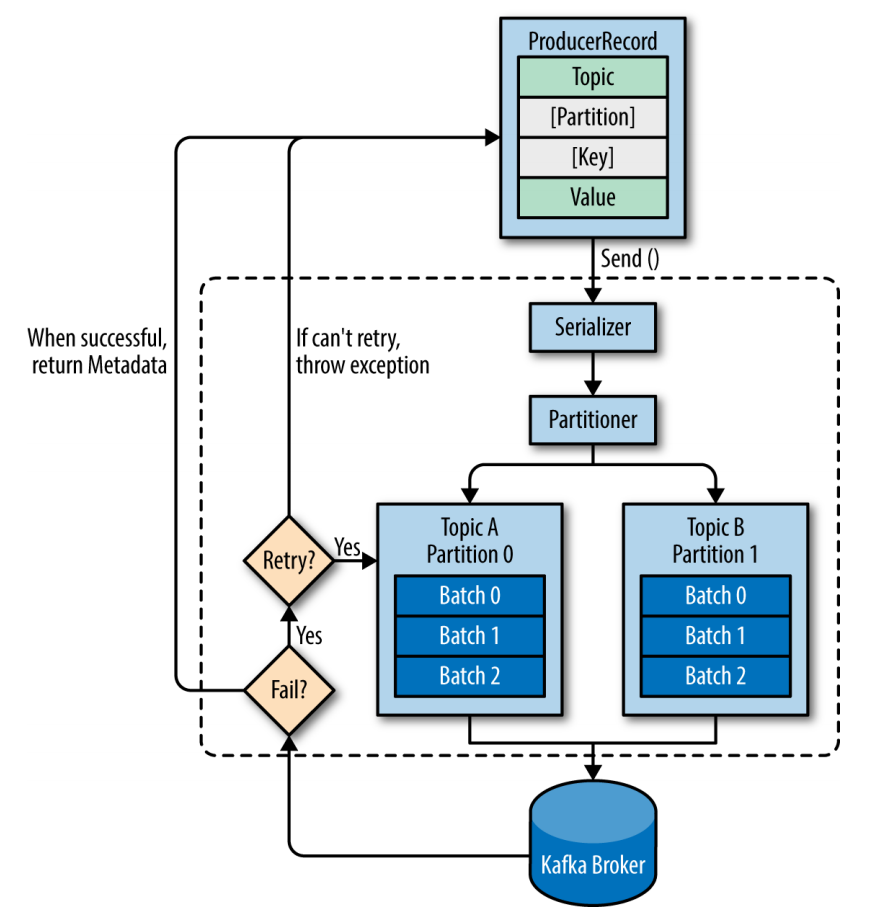 ProducerRecord
Topic
[Partition]
[Key]
Value
Send ()
Serializer
When successful,
return Metadata
If can't retry,
throw exception
Partitioner
Topic A
Partition 0
Batch 0
Batch 1
Batch 2
Topic B
Partition 1
Batch 0
Batch 1
Batch 2
Retry?
Yes
Yes
Fail?
Kafka Broker